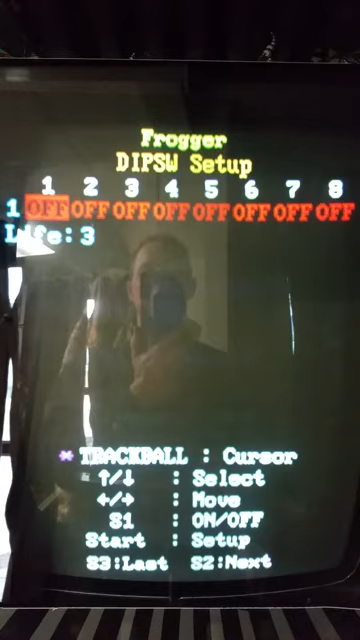 Frogger
DIPSW Setup
1 2 3 4 5 6 7 8
1 OFF OFF OFF OFF OFF OFF OFF OFF
Life:3
* TRACKBALL : Cursor
↑/↓ : Select
←/→ : Move
S1 : ON/OFF
Start : Setup
S3:Last S2:Next